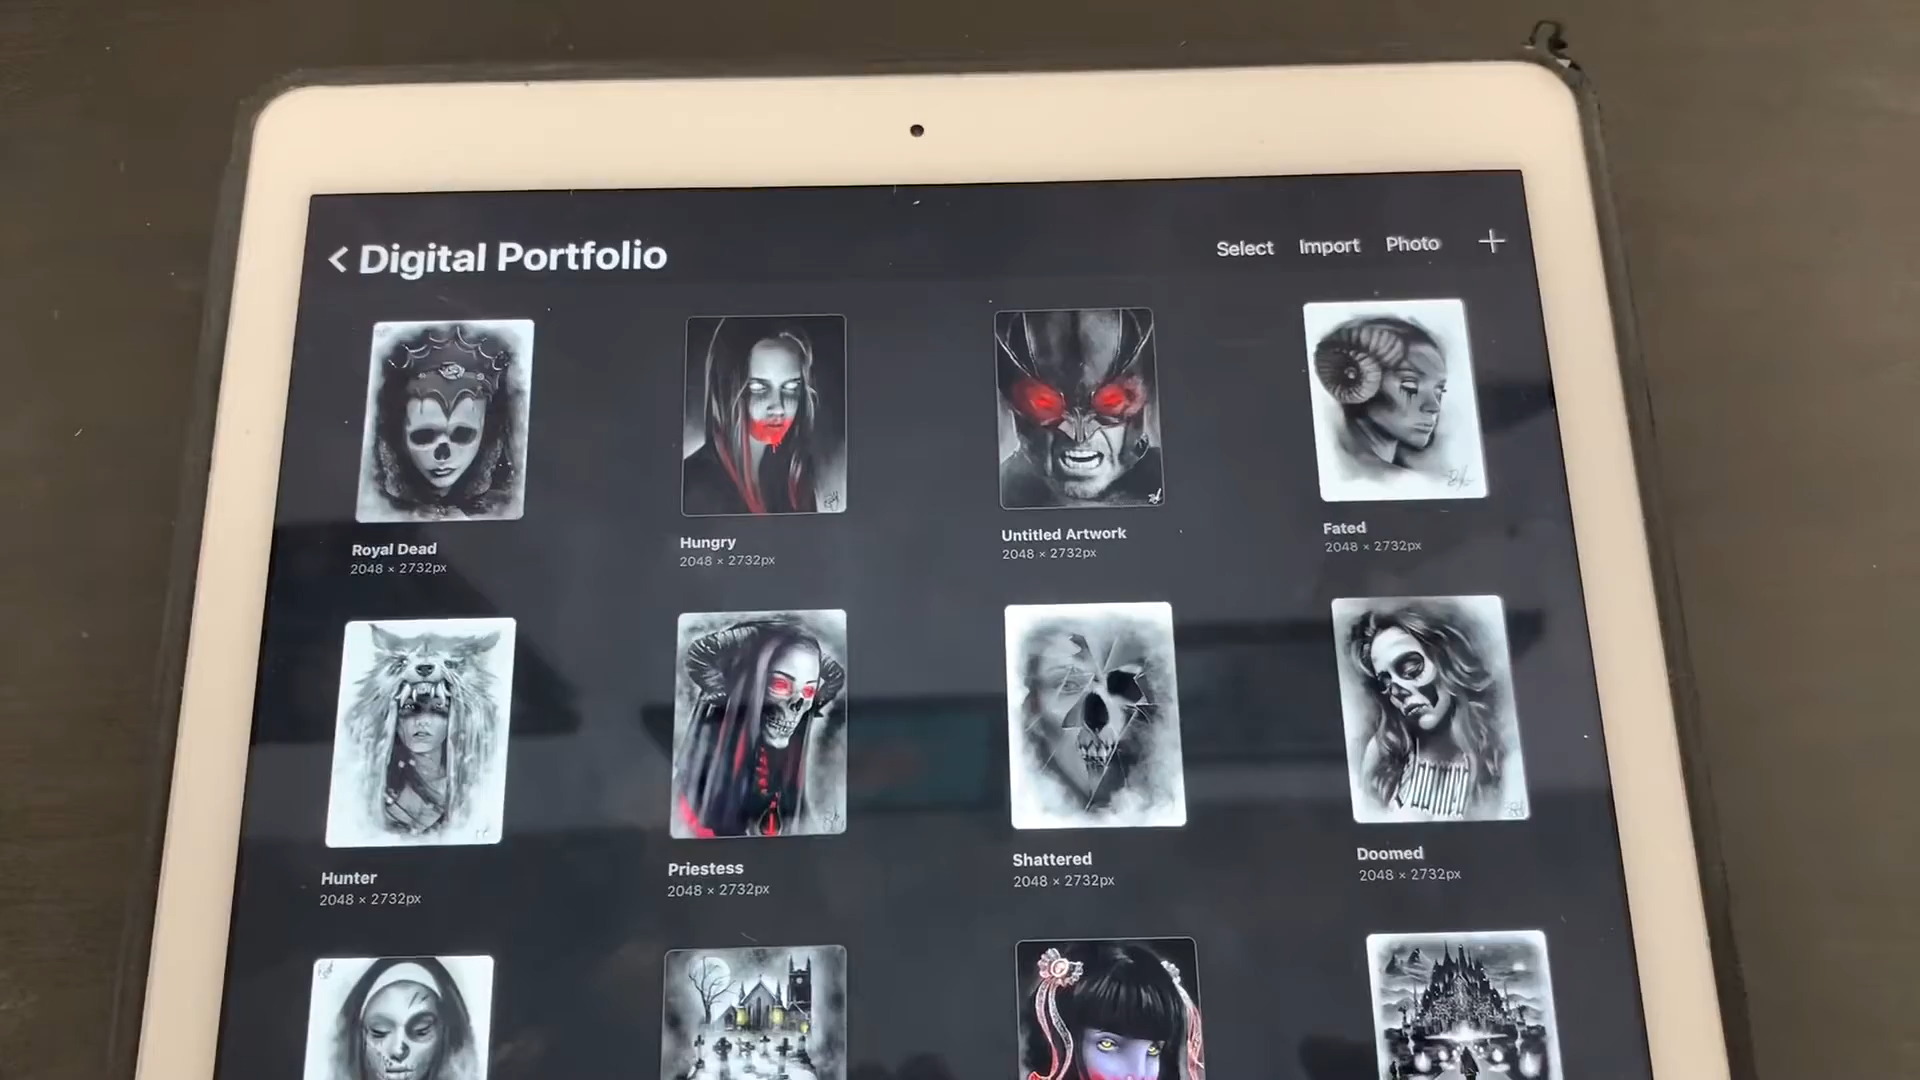 Digital Portfolio
Select Import Photo
Royal Dead
2048 × 2732px
Hungry
2048 × 2732px
Untitled Artwork
2048 × 2732px
Fated
2048 × 2732px
Doomed
Hunter
2048 × 2732px
Priestess
2048 × 2732px
Shattered
2048 × 2732px
Doomed
2048 × 2732px